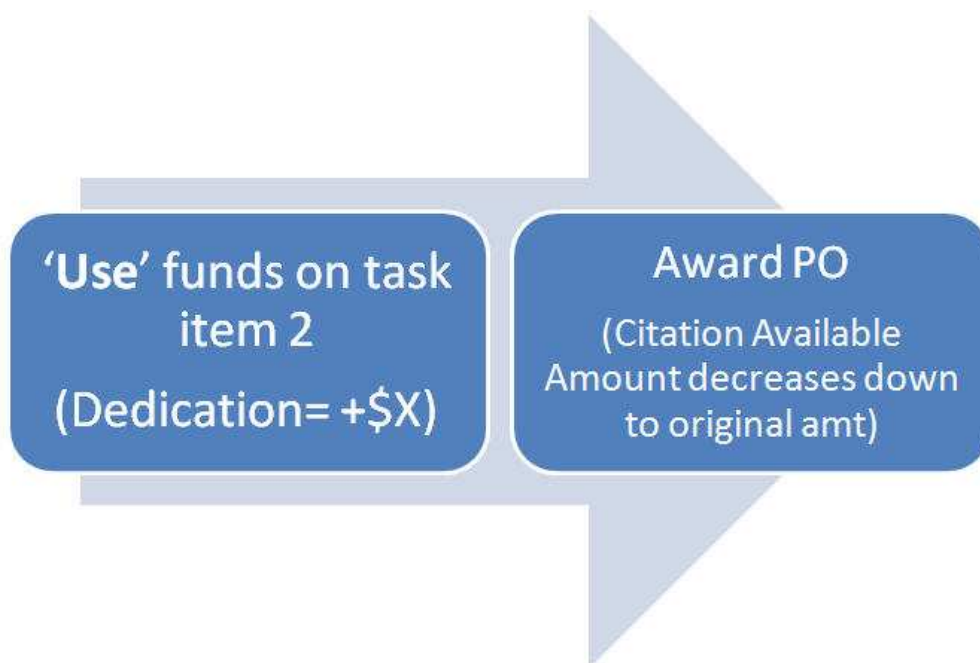 ‘Use’ funds on task
item 2
(Dedication= +$X)
Award PO
(Citation Available
Amount decreases down
to original amt)